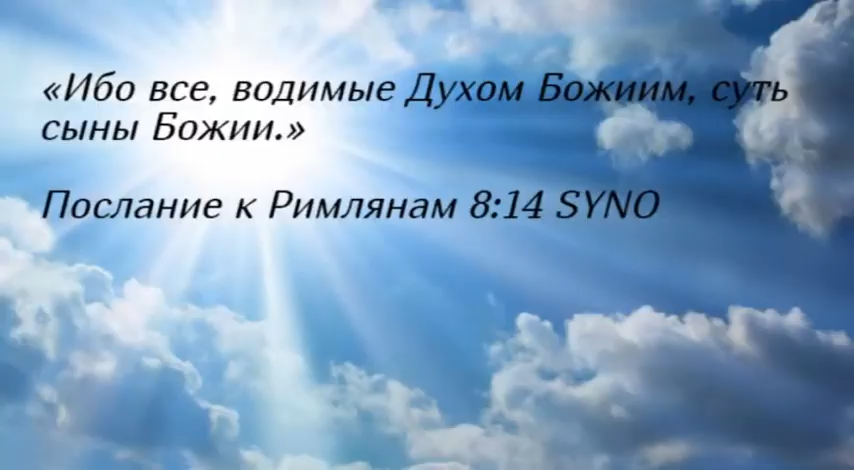 «Ибо все, водимые Духом Божиим, суть
сыны Божии.»
Послание к Римлянам 8:14 SYNO